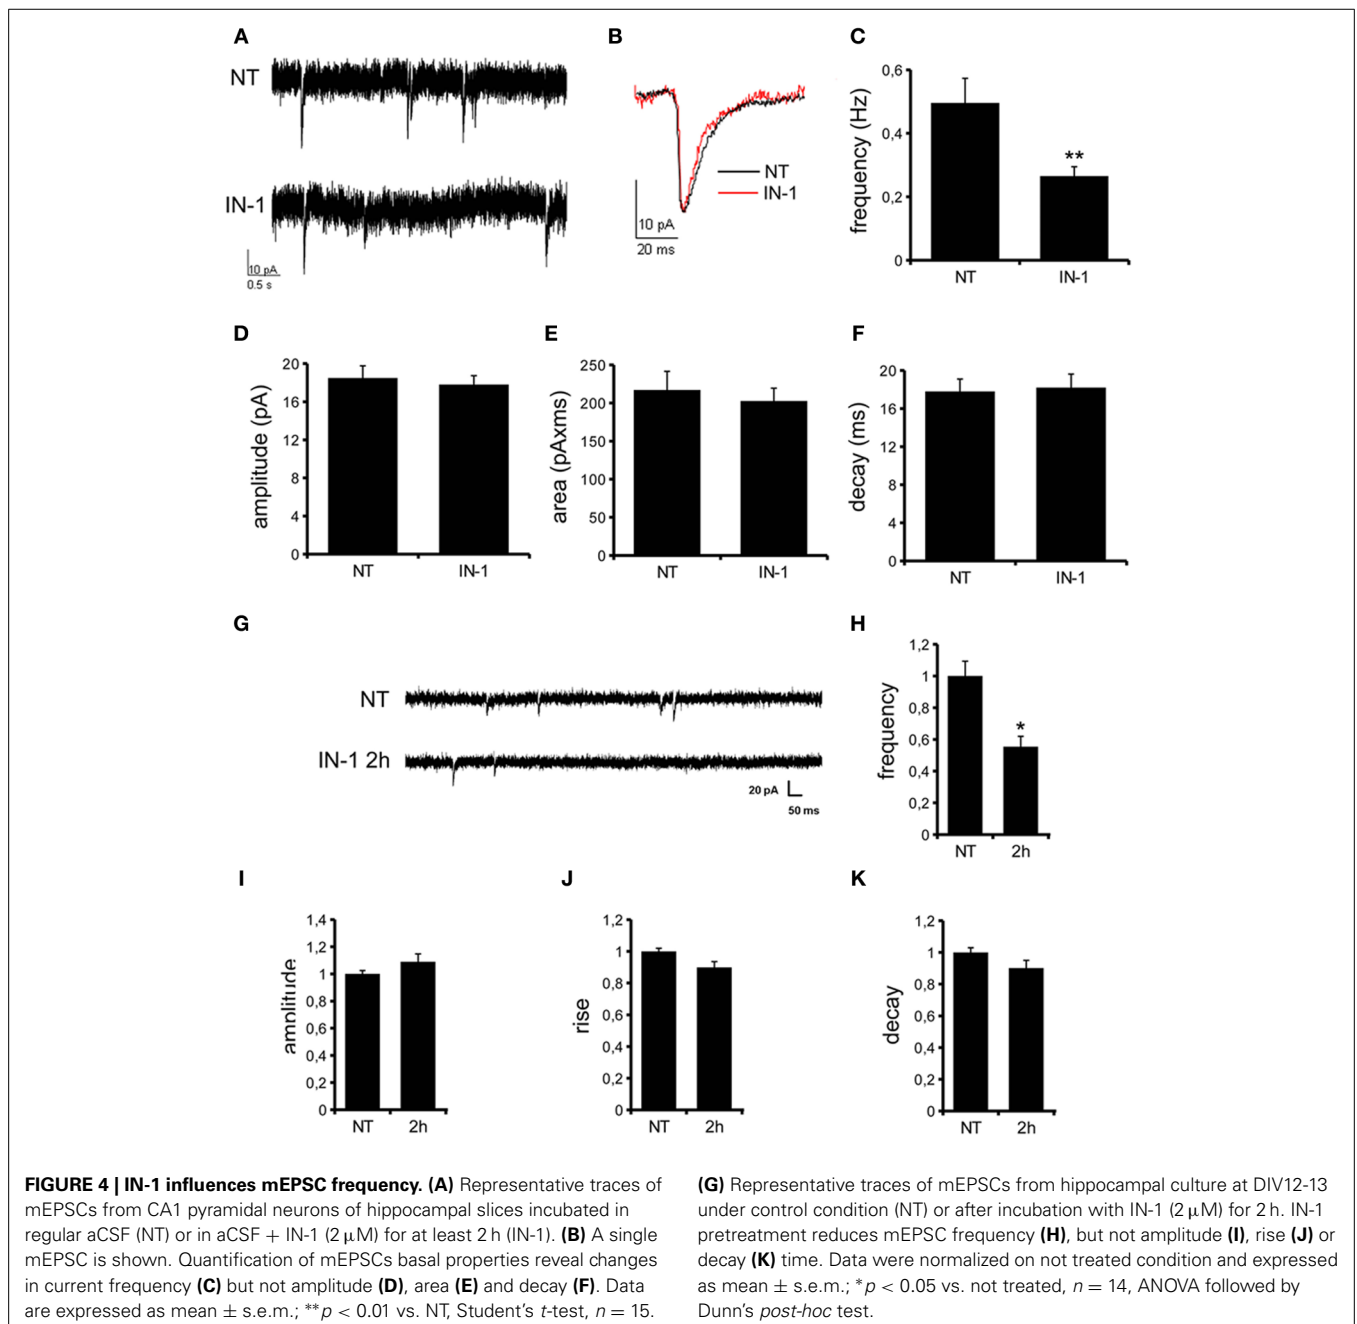 A
B
C
NT
IN-1
10 pA
0.5 s
NT
IN-1
10 pA
20 ms
frequency (Hz)
0,6
0,4
0,2
0
**
NT IN-1
D
E
F
amplitude (pA)
20
16
12
8
4
0
NT IN-1
area (pAxms)
250
200
150
100
50
0
NT IN-1
decay (ms)
20
16
12
8
4
0
NT IN-1
G
H
NT
IN-1 2h
20 pA
50 ms
frequency
1,2
1
0,8
0,6
0,4
0,2
0
*
NT 2h
I
J
K
amplitude
1,4
1,2
1
0,8
0,6
0,4
0,2
0
NT 2h
rise
1,2
1
0,8
0,6
0,4
0,2
0
NT 2h
decay
1,2
1
0,8
0,6
0,4
0,2
0
NT 2h
FIGURE 4 | IN-1 influences mEPSC frequency. (A) Representative traces of
mEPSCs from CA1 pyramidal neurons of hippocampal slices incubated in
regular aCSF (NT) or in aCSF + IN-1 (2 μM) for at least 2 h (IN-1). (B) A single
mEPSC is shown. Quantification of mEPSCs basal properties reveal changes
in current frequency (C) but not amplitude (D), area (E) and decay (F). Data
are expressed as mean ± s.e.m.; **p < 0.01 vs. NT, Student's t-test, n = 15.
(G) Representative traces of mEPSCs from hippocampal culture at DIV12-13
under control condition (NT) or after incubation with IN-1 (2 μM) for 2 h. IN-1
pretreatment reduces mEPSC frequency (H), but not amplitude (I), rise (J) or
decay (K) time. Data were normalized on not treated condition and expressed
as mean ± s.e.m.; *p < 0.05 vs. not treated, n = 14, ANOVA followed by
Dunn's post-hoc test.